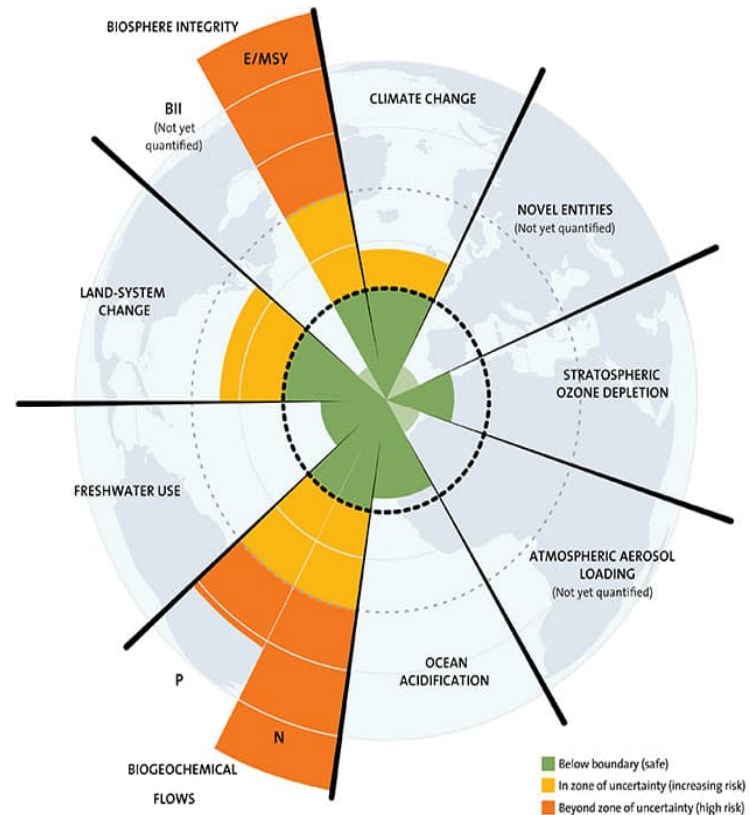 BIOSPHERE INTEGRITY
E/MSY
BII
(Not yet
quantified)
CLIMATE CHANGE
NOVEL ENTITIES
(Not yet quantified)
LAND-SYSTEM
CHANGE
STRATOSPHERIC
OZONE DEPLETION
FRESHWATER USE
ATMOSPHERIC AEROSOL
LOADING
(Not yet quantified)
OCEAN
ACIDIFICATION
P
N
BIOGEOCHEMICAL
FLOWS
Below boundary (safe)
In zone of uncertainty (increasing risk)
Beyond zone of uncertainty (high risk)